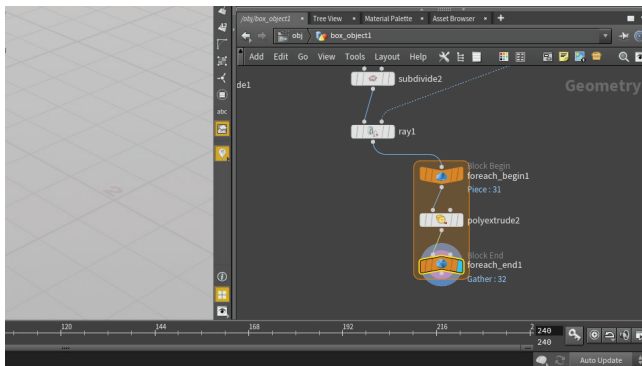 /obj/box_object1 × Tree View × Material Palette × Asset Browser × +
obj box_object1
Add Edit Go View Tools Layout Help
subdivide2
de1
Geometry
abc
ray1
Block Begin
foreach_begin1
Piece : 31
polyextrude2
Block End
foreach_end1
Gather : 32
120 144 168 192 216 2 240
240
Auto Update